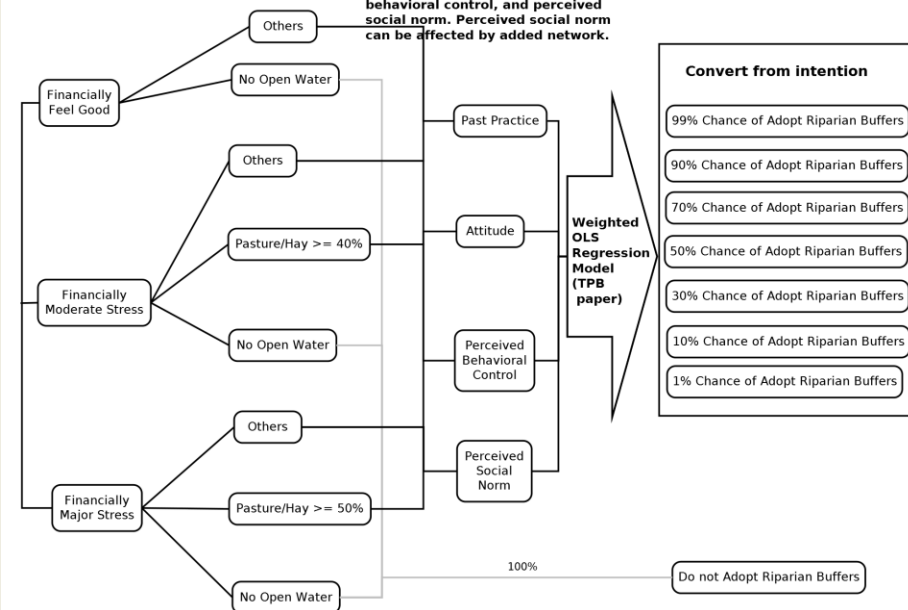 behavioral control, and perceived
social norm. Perceived social norm
can be affected by added network.
Others
No Open Water
Financially
Feel Good
Others
Pasture/Hay >= 40%
Financially
Moderate Stress
No Open Water
Others
Financially
Major Stress
Pasture/Hay >= 50%
No Open Water
Past Practice
Attitude
Perceived
Behavioral
Control
Perceived
Social
Norm
Weighted
OLS
Regression
Model
(TPB
paper)
Convert from intention
99% Chance of Adopt Riparian Buffers
90% Chance of Adopt Riparian Buffers
70% Chance of Adopt Riparian Buffers
50% Chance of Adopt Riparian Buffers
30% Chance of Adopt Riparian Buffers
10% Chance of Adopt Riparian Buffers
1% Chance of Adopt Riparian Buffers
100%
Do not Adopt Riparian Buffers